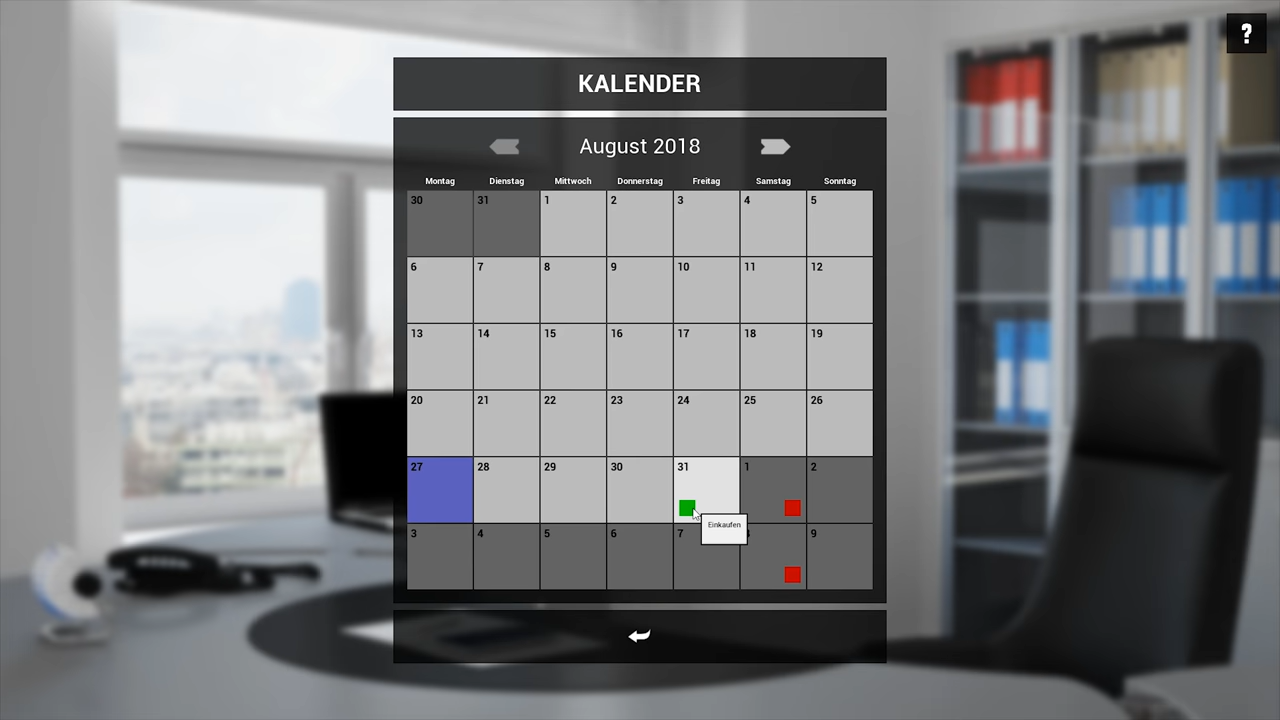 ?
KALENDER
August 2018
Montag Dienstag Mittwoch Donnerstag Freitag Samstag Sonntag
30 31 1 2 3 4 5
6 7 8 9 10 11 12
13 14 15 16 17 18 19
20 21 22 23 24 25 26
27 28 29 30 31 1 2
Einkaufen
3 4 5 6 7 8 9